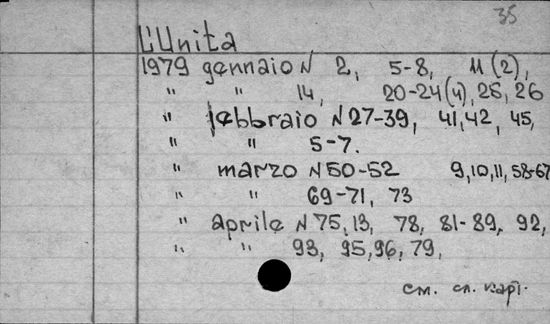 35
L'Unita
1979 gennaio N 2, 5-8, 11(2),
" " 14, 20-24(4), 25, 26
" febbraio N 27-39, 41,42, 45,
" " 5-7.
" marzo N 50-52 9,10,11, 58-67
" " 69-71, 73
" aprile N 75, 13, 78, 81-89, 92,
" " 93, 95,96, 79,
см. сл. карт.